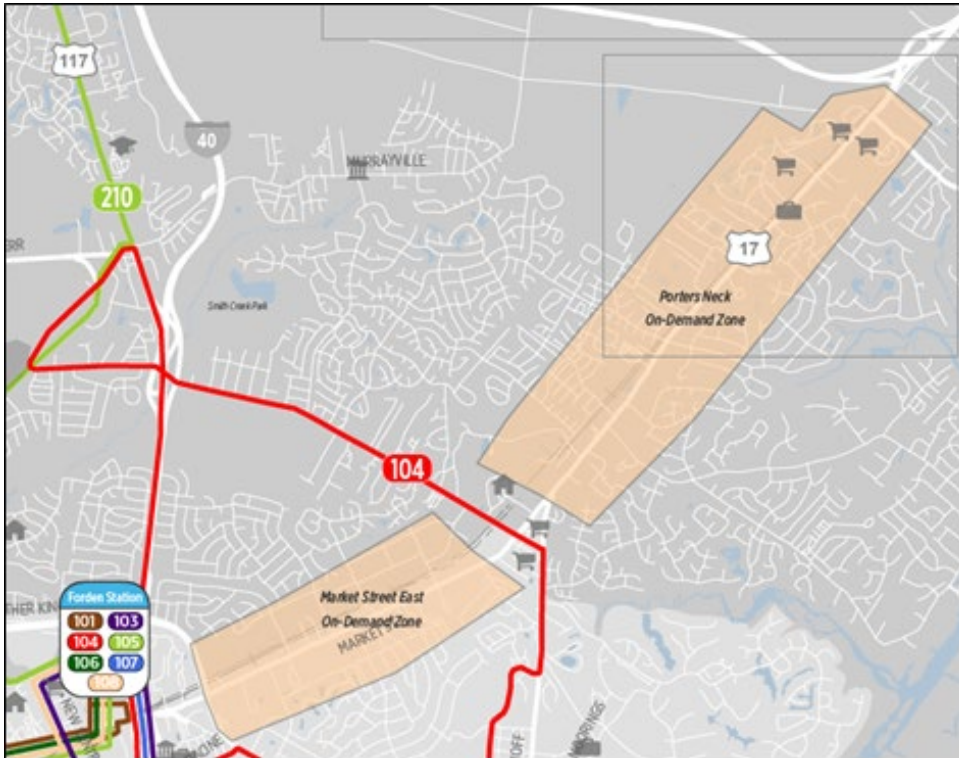 117
40
MURRAYVILLE
210
17
Smith Creek Park
Porters Neck
On-Demand Zone
104
Forden Station
101 103
104 105
106 107
108
Market Street East
On-Demand Zone
NEW